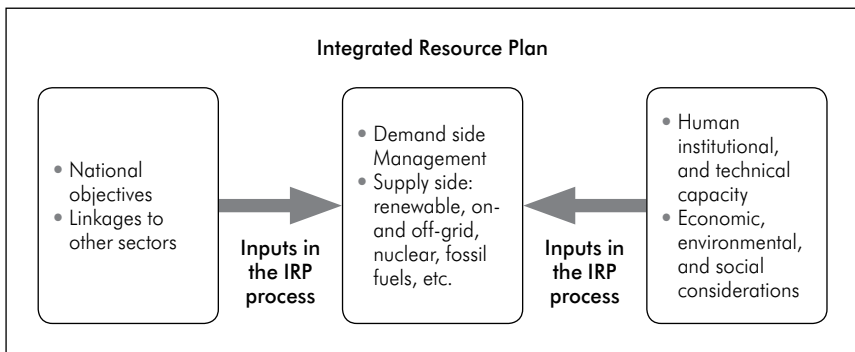 Integrated Resource Plan
• National
objectives
• Linkages to
other sectors
Inputs in
the IRP
process
• Demand side
Management
• Supply side:
renewable, on-
and off-grid,
nuclear, fossil
fuels, etc.
Inputs in
the IRP
process
• Human
institutional,
and technical
capacity
• Economic,
environmental,
and social
considerations